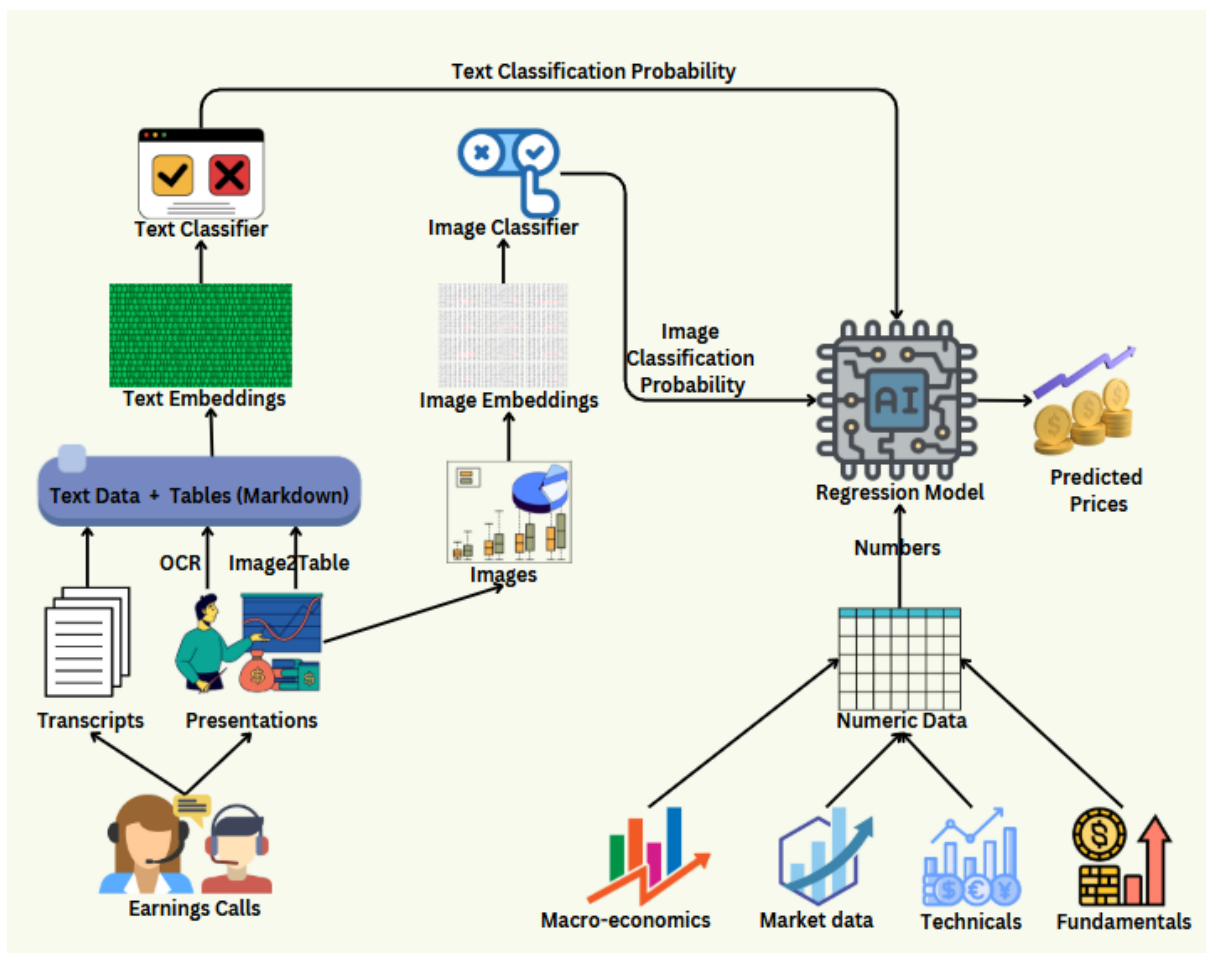 Text Classification Probability
Text Classifier
Image Classifier
Image
Classification
Probability
Text Embeddings
Image Embeddings
AI
Regression Model
Predicted
Prices
Text Data + Tables (Markdown)
OCR
Image2Table
Images
Numbers
Transcripts
Presentations
Numeric Data
Earnings Calls
Macro-economics
Market data
Technicals
Fundamentals